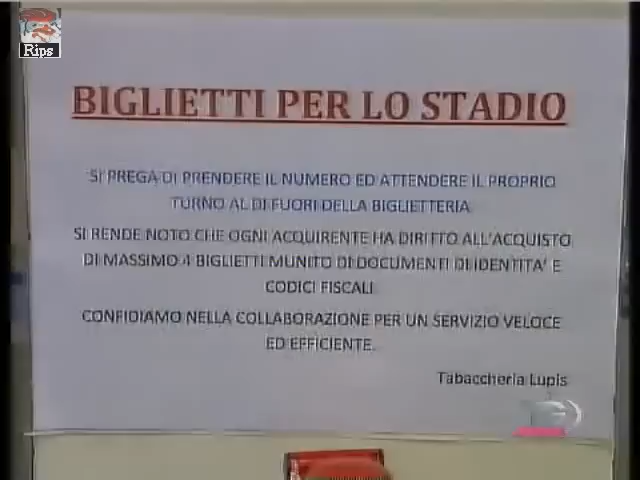 Rips
BIGLIETTI PER LO STADIO
SI PREGA DI PRENDERE IL NUMERO ED ATTENDERE IL PROPRIO
TURNO AL DI FUORI DELLA BIGLIETTERIA
SI RENDE NOTO CHE OGNI ACQUIRENTE HA DIRITTO ALL'ACQUISTO
DI MASSIMO 4 BIGLIETTI MUNITO DI DOCUMENTI DI IDENTITA' E
CODICI FISCALI
CONFIDIAMO NELLA COLLABORAZIONE PER UN SERVIZIO VELOCE
ED EFFICIENTE.
Tabaccheria Lupis